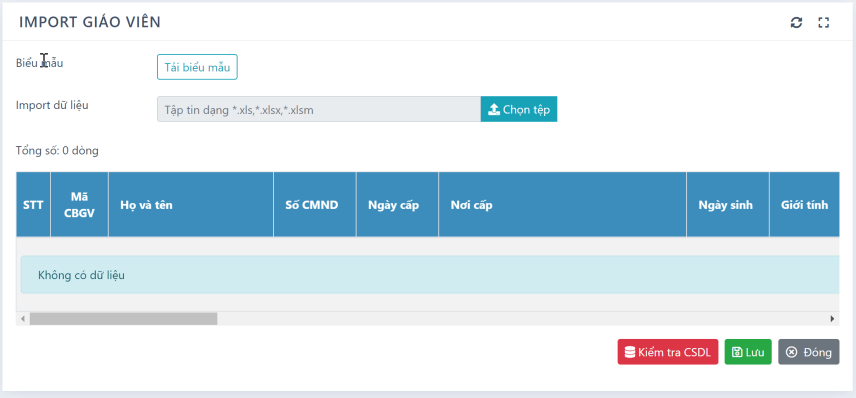 IMPORT GIÁO VIÊN
Biểu mẫu
Tải biểu mẫu
Import dữ liệu
Tập tin dạng *.xls,*.xlsx,*.xlsm
Chọn tệp
Tổng số: 0 dòng
STT
Mã
CBGV
Họ và tên
Số CMND
Ngày cấp
Nơi cấp
Ngày sinh
Giới tính
Không có dữ liệu
Kiểm tra CSDL
Lưu
Đóng